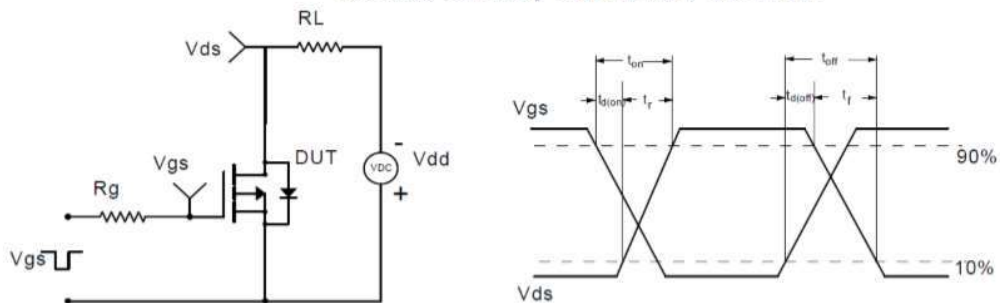 RL
Vds
Vgs
DUT
Rg
VDC
-
Vdd
+
Vgs
ton
toff
td(on)
tr
td(off)
tf
Vgs
90%
10%
Vds